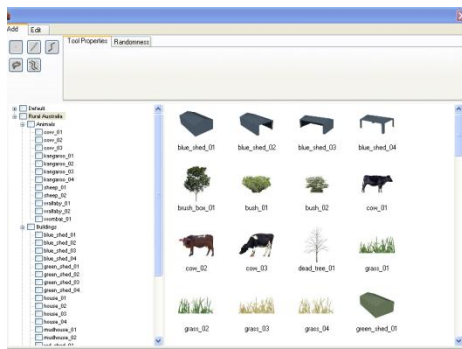 Add Edit
Tool Properties Randomness
Default
Rural Australia
Animals
cow_01
cow_02
cow_03
kangaroo_01
kangaroo_02
kangaroo_03
kangaroo_04
sheep_01
sheep_02
wallaby_01
wallaby_02
wombat_01
Buildings
blue_shed_01
blue_shed_02
blue_shed_03
blue_shed_04
green_shed_01
green_shed_02
green_shed_03
green_shed_04
house_01
house_02
house_03
house_04
mudhouse_01
mudhouse_02
red_shed_01
blue_shed_01 blue_shed_02 blue_shed_03 blue_shed_04
brush_box_01 bush_01 bush_02 cow_01
cow_02 cow_03 dead_tree_01 grass_01
grass_02 grass_03 grass_04 green_shed_01